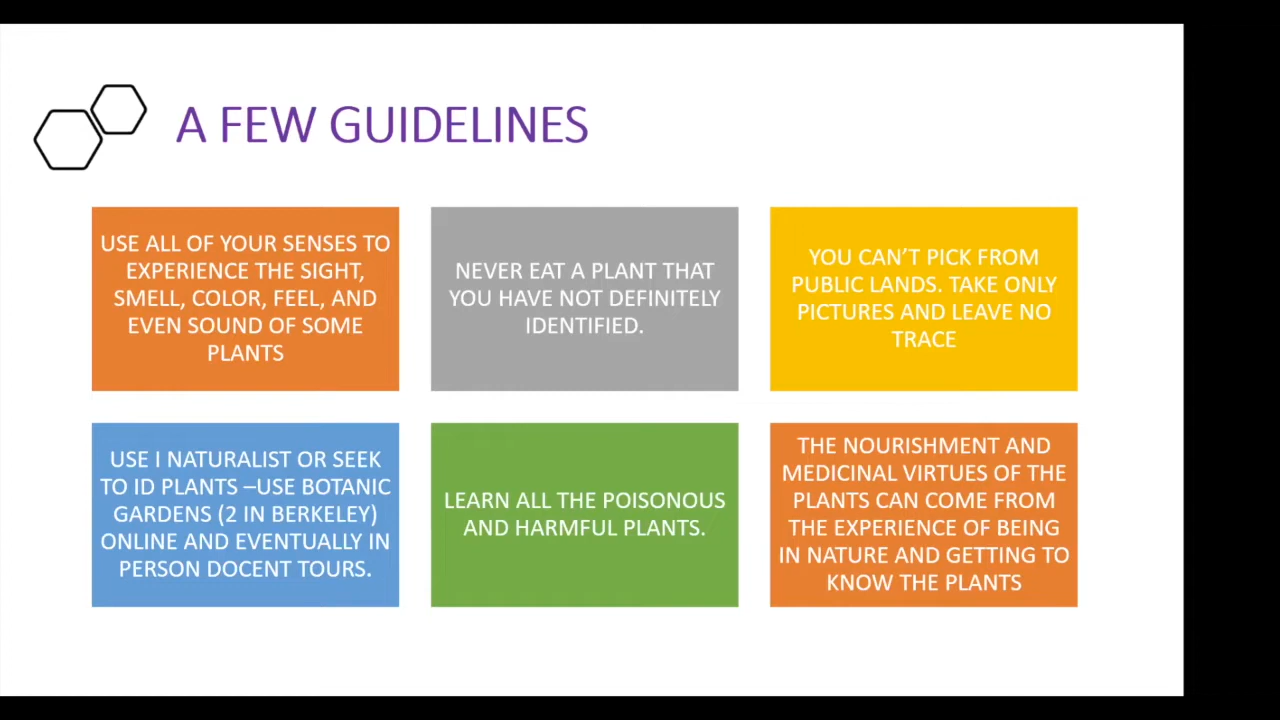 A FEW GUIDELINES
USE ALL OF YOUR SENSES TO
EXPERIENCE THE SIGHT,
SMELL, COLOR, FEEL, AND
EVEN SOUND OF SOME
PLANTS
NEVER EAT A PLANT THAT
YOU HAVE NOT DEFINITELY
IDENTIFIED.
YOU CAN’T PICK FROM
PUBLIC LANDS. TAKE ONLY
PICTURES AND LEAVE NO
TRACE
USE I NATURALIST OR SEEK
TO ID PLANTS –USE BOTANIC
GARDENS (2 IN BERKELEY)
ONLINE AND EVENTUALLY IN
PERSON DOCENT TOURS.
LEARN ALL THE POISONOUS
AND HARMFUL PLANTS.
THE NOURISHMENT AND
MEDICINAL VIRTUES OF THE
PLANTS CAN COME FROM
THE EXPERIENCE OF BEING
IN NATURE AND GETTING TO
KNOW THE PLANTS